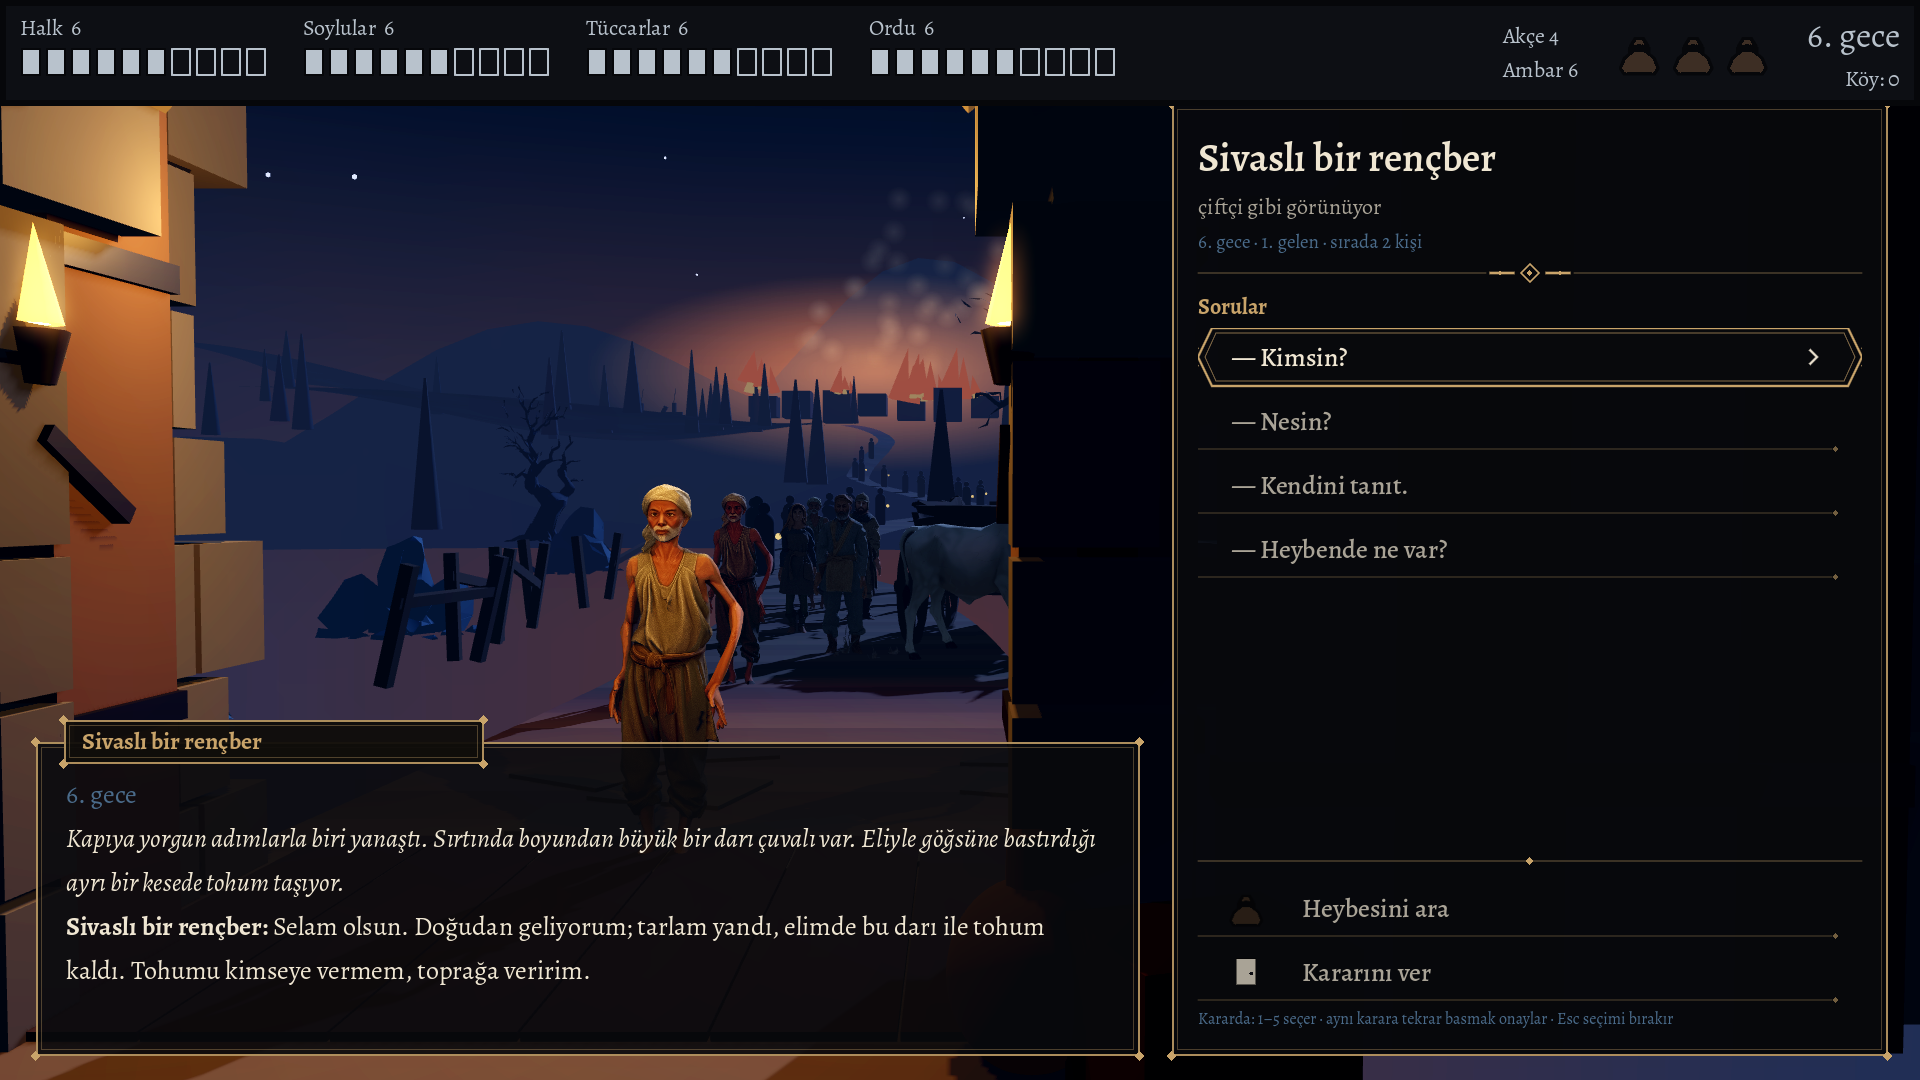 Halk 6
Soylular 6
Tüccarlar 6
Ordu 6
Akçe 4
Ambar 6
6. gece
Köy: 0
Sivaslı bir rençber
çiftçi gibi görünüyor
6. gece · 1. gelen · sırada 2 kişi
Sorular
— Kimsin?
— Nesin?
— Kendini tanıt.
— Heybende ne var?
Heybesini ara
Kararını ver
Kararda: 1–5 seçer · aynı karara tekrar basmak onaylar · Esc seçimi bırakır
Sivaslı bir rençber
6. gece
Kapıya yorgun adımlarla biri yanaştı. Sırtında boyundan büyük bir darı çuvalı var. Eliyle göğsüne bastırdığı
ayrı bir kesede tohum taşıyor.
Sivaslı bir rençber: Selam olsun. Doğudan geliyorum; tarlam yandı, elimde bu darı ile tohum
kaldı. Tohumu kimseye vermem, toprağa veririm.